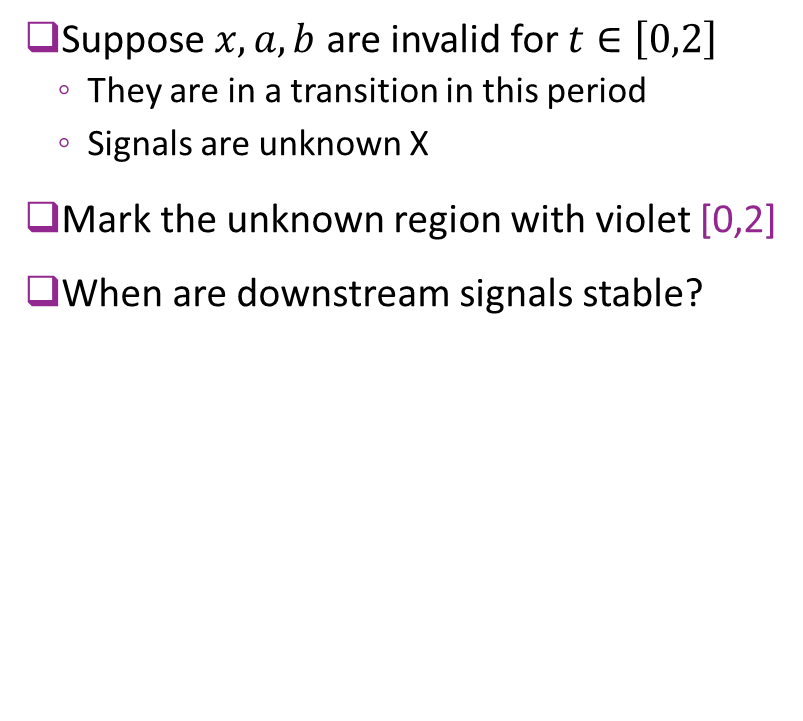 ❑Suppose 𝑥, 𝑎, 𝑏 are invalid for 𝑡 ∈ [0,2]
◦ They are in a transition in this period
◦ Signals are unknown X
❑Mark the unknown region with violet [0,2]
❑When are downstream signals stable?